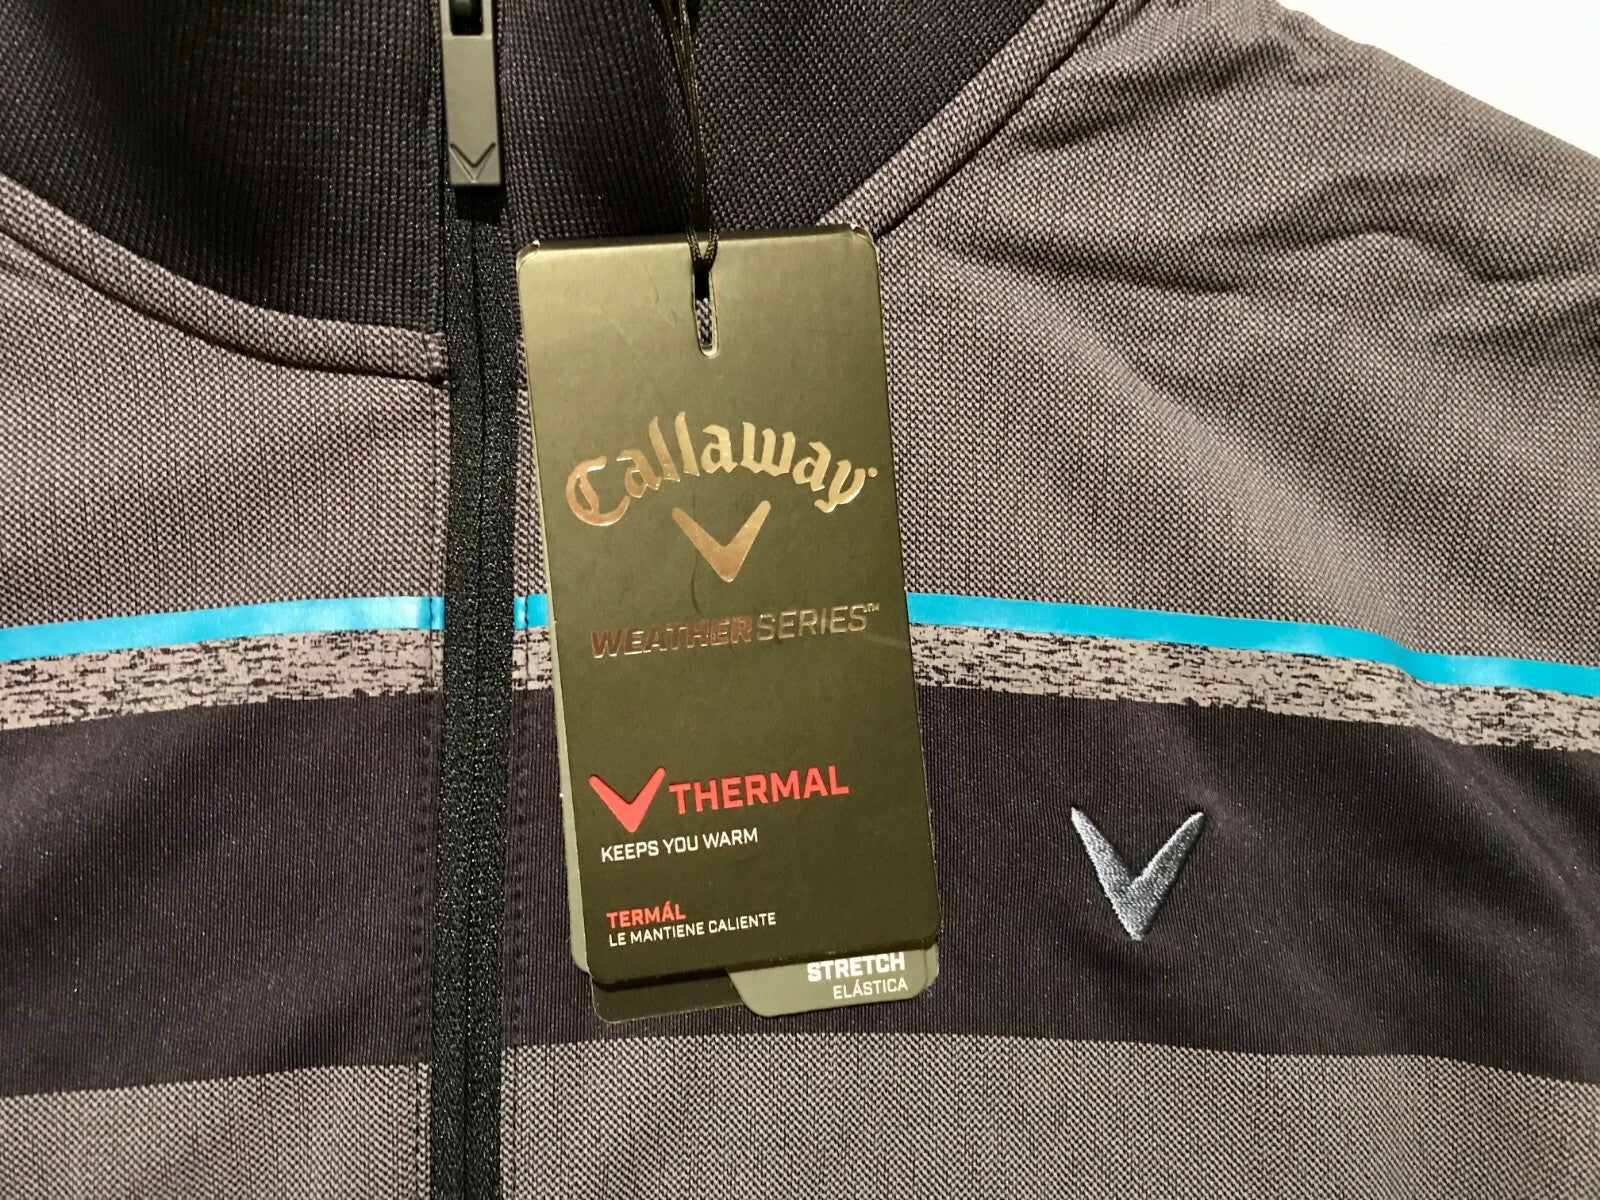 Callaway
WEATHERSERIES™
THERMAL
KEEPS YOU WARM
TERMÁL
LE MANTIENE CALIENTE
STRETCH
ELÁSTICA